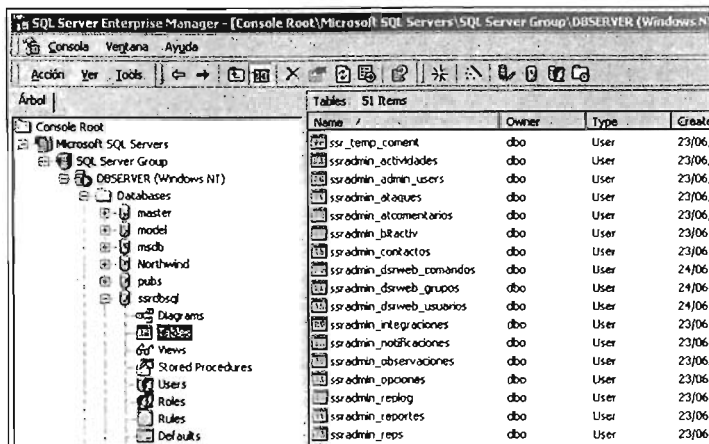 SQL Server Enterprise Manager - [Console Root\Microsoft SQL Servers\SQL Server Group\DBSERVER (Windows N
Consola Ventana Ayuda
Acción Ver Tools
Árbol
Tables 51 Items
Console Root
Microsoft SQL Servers
SQL Server Group
DBSERVER (Windows NT)
Databases
master
model
msdb
Northwind
pubs
ssrdbsql
Diagrams
Tables
Views
Stored Procedures
Users
Roles
Rules
Defaults
Name Owner Type Create
ssr_temp_coment dbo User 23/06,
ssradmin_actividades dbo User 23/06,
ssradmin_admin_users dbo User 23/06,
ssradmin_ataques dbo User 23/06,
ssradmin_atcomentarios dbo User 23/06,
ssradmin_bitactiv dbo User 23/06,
ssradmin_contactos dbo User 23/06,
ssradmin_dsrweb_comandos dbo User 24/06,
ssradmin_dsrweb_grupos dbo User 24/06,
ssradmin_dsrweb_usuarios dbo User 24/06,
ssradmin_integraciones dbo User 23/06
ssradmin_notificaciones dbo User 23/06,
ssradmin_observaciones dbo User 23/06,
ssradmin_opciones dbo User 23/06,
ssradmin_replog dbo User 23/06
ssradmin_reportes dbo User 23/06,
ssradmin_reps dbo User 23/06